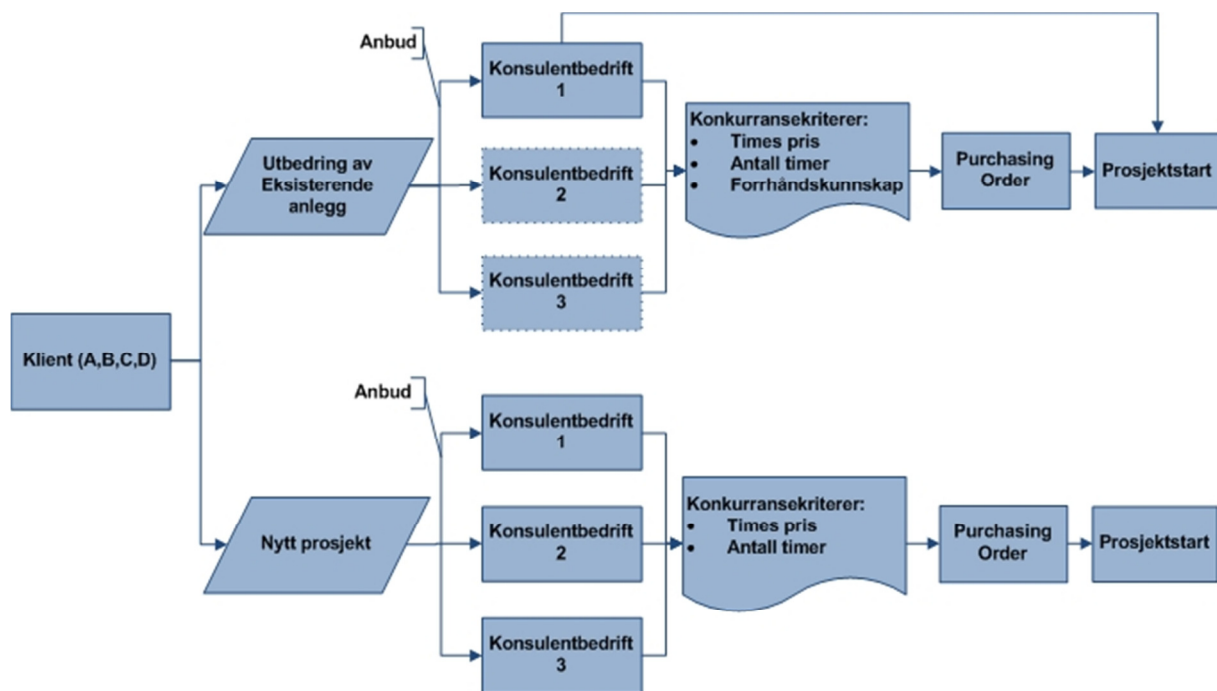 Anbud
Konsulentbedrift
1
Utbedring av
Eksisterende
anlegg
Konsulentbedrift
2
Konsulentbedrift
3
Konkurransekriterer:
• Times pris
• Antall timer
• Forrhåndskunnskap
Purchasing
Order
Prosjektstart
Klient (A,B,C,D)
Anbud
Konsulentbedrift
1
Nytt prosjekt
Konsulentbedrift
2
Konsulentbedrift
3
Konkurransekriterer:
• Times pris
• Antall timer
Purchasing
Order
Prosjektstart